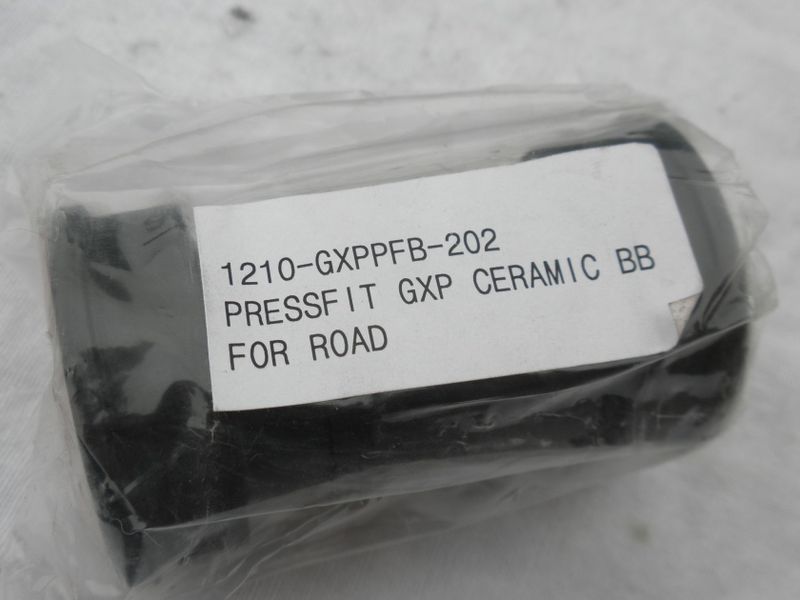 1210-GXPPFB-202
PRESSFIT GXP CERAMIC BB
FOR ROAD